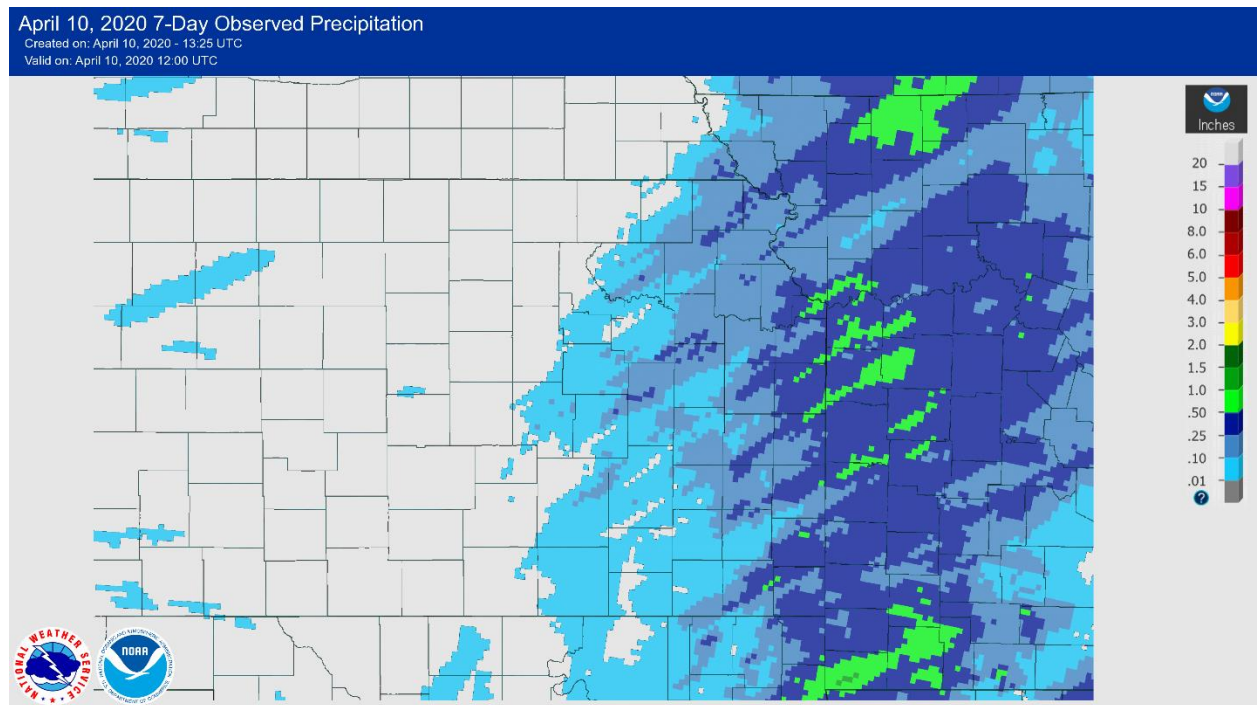 April 10, 2020 7-Day Observed Precipitation
Created on: April 10, 2020 - 13:25 UTC
Valid on: April 10, 2020 12:00 UTC
NOAA
Inches
20
15
10
8.0
6.0
5.0
4.0
3.0
2.0
1.5
1.0
.50
.25
.10
.01
?
NATIONAL WEATHER SERVICE
NOAA